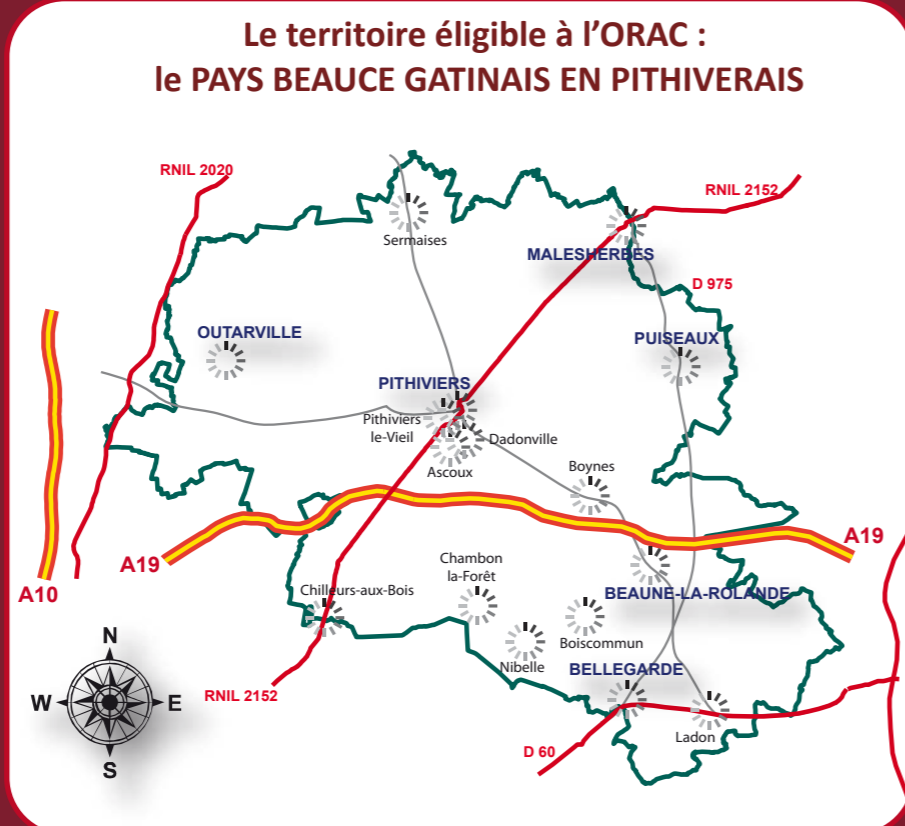 Le territoire éligible à l’ORAC :
le PAYS BEAUCE GATINAIS EN PITHIVERAIS
RNIL 2020
RNIL 2152
Sermaises
MALESHERBES
D 975
OUTARVILLE
PUISEAUX
PITHIVIERS
Pithiviers
le-Vieil
Dadonville
Ascoux
Boynes
A19
A19
A10
Chambon
la-Forêt
Chilleurs-aux-Bois
BEAUNE-LA-ROLANDE
Boiscommun
Nibelle
BELLEGARDE
RNIL 2152
Ladon
D 60
N
W
E
S